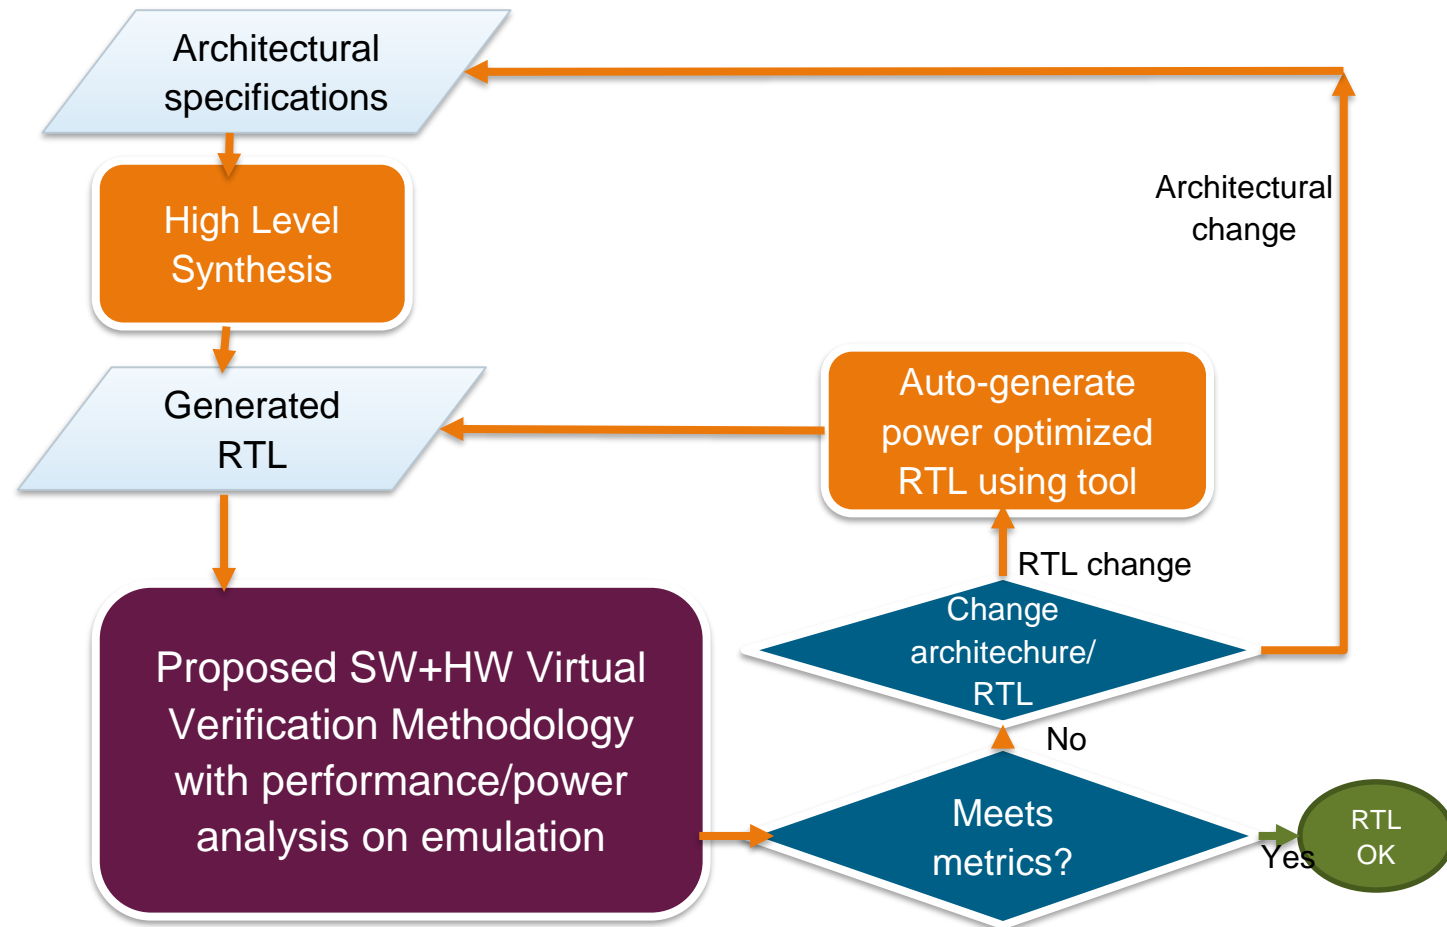 Architectural
specifications
High Level
Synthesis
Architectural
change
Generated
RTL
Auto-generate
power optimized
RTL using tool
RTL change
Change
architechure/
RTL
Proposed SW+HW Virtual
Verification Methodology
with performance/power
analysis on emulation
No
Meets
metrics?
Yes
RTL
OK